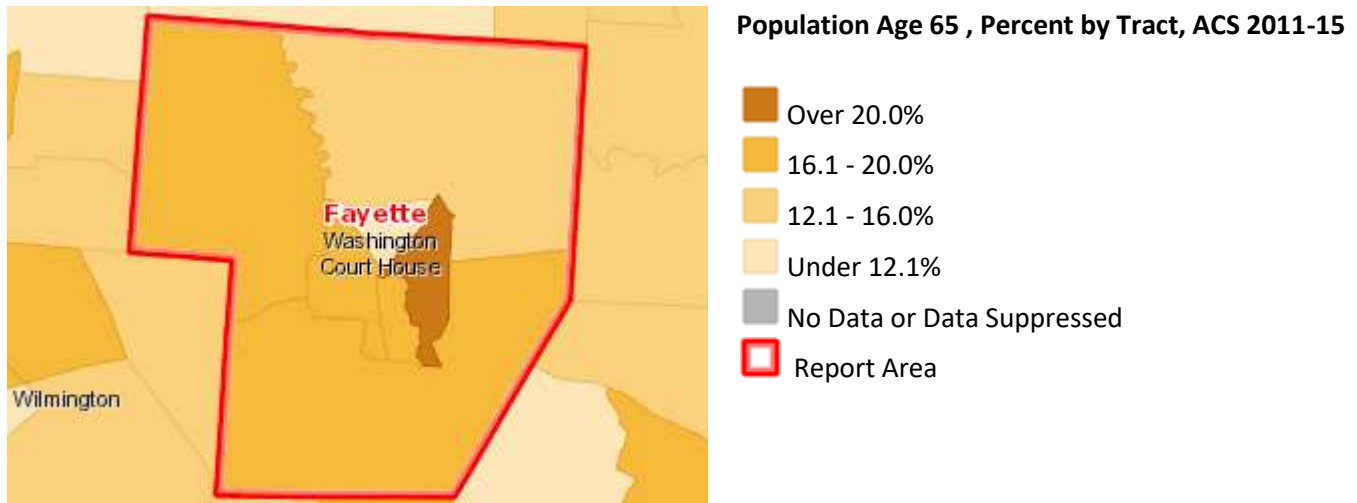 Population Age 65 , Percent by Tract, ACS 2011-15
Over 20.0%
16.1 - 20.0%
12.1 - 16.0%
Under 12.1%
No Data or Data Suppressed
Report Area
Fayette
Washington
Court House
Wilmington